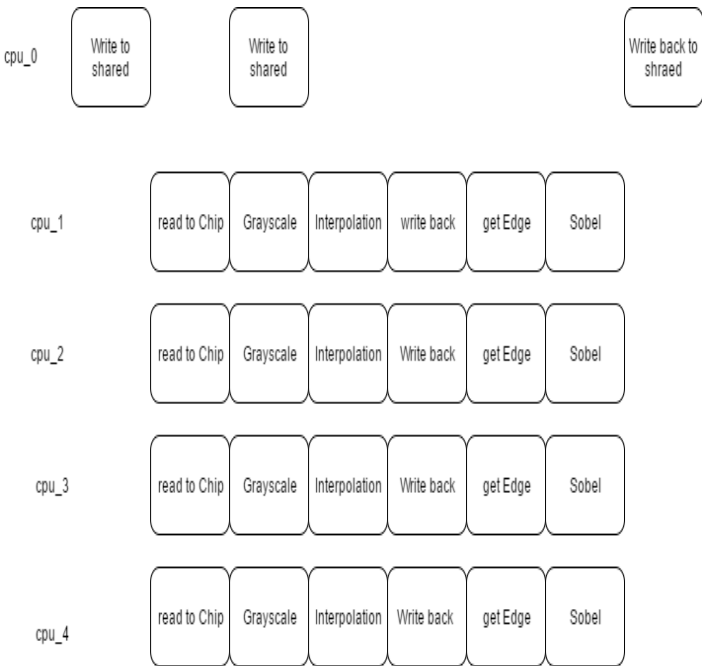 cpu_0
Write to
shared
Write to
shared
Write back to
shraed
cpu_1
read to Chip
Grayscale
Interpolation
write back
get Edge
Sobel
cpu_2
read to Chip
Grayscale
Interpolation
Write back
get Edge
Sobel
cpu_3
read to Chip
Grayscale
Interpolation
Write back
get Edge
Sobel
cpu_4
read to Chip
Grayscale
Interpolation
Write back
get Edge
Sobel